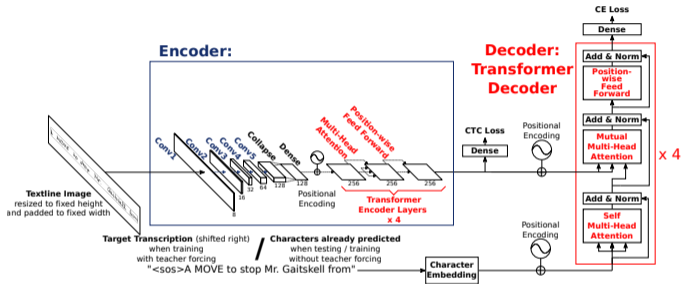 CE Loss
Dense
Encoder:
Decoder:
Transformer
Decoder
Add & Norm
Position-
wise
Feed
Forward
Add & Norm
Mutual
Multi-Head
Attention
x 4
Add & Norm
Self
Multi-Head
Attention
Conv1
Conv2
Conv3
Conv4
Conv5
Collapse
Dense
Multi-Head
Attention
Position-wise
Feed Forward
8
16
32
64
128
128
256
256
256
Positional
Encoding
Transformer
Encoder Layers
x 4
CTC Loss
Dense
Positional
Encoding
Positional
Encoding
Textline Image
resized to fixed height
and padded to fixed width
Target Transcription (shifted right)
when training
with teacher forcing
/
Characters already predicted
when testing / training
without teacher forcing
"<sos>A MOVE to stop Mr. Gaitskell from"
Character
Embedding